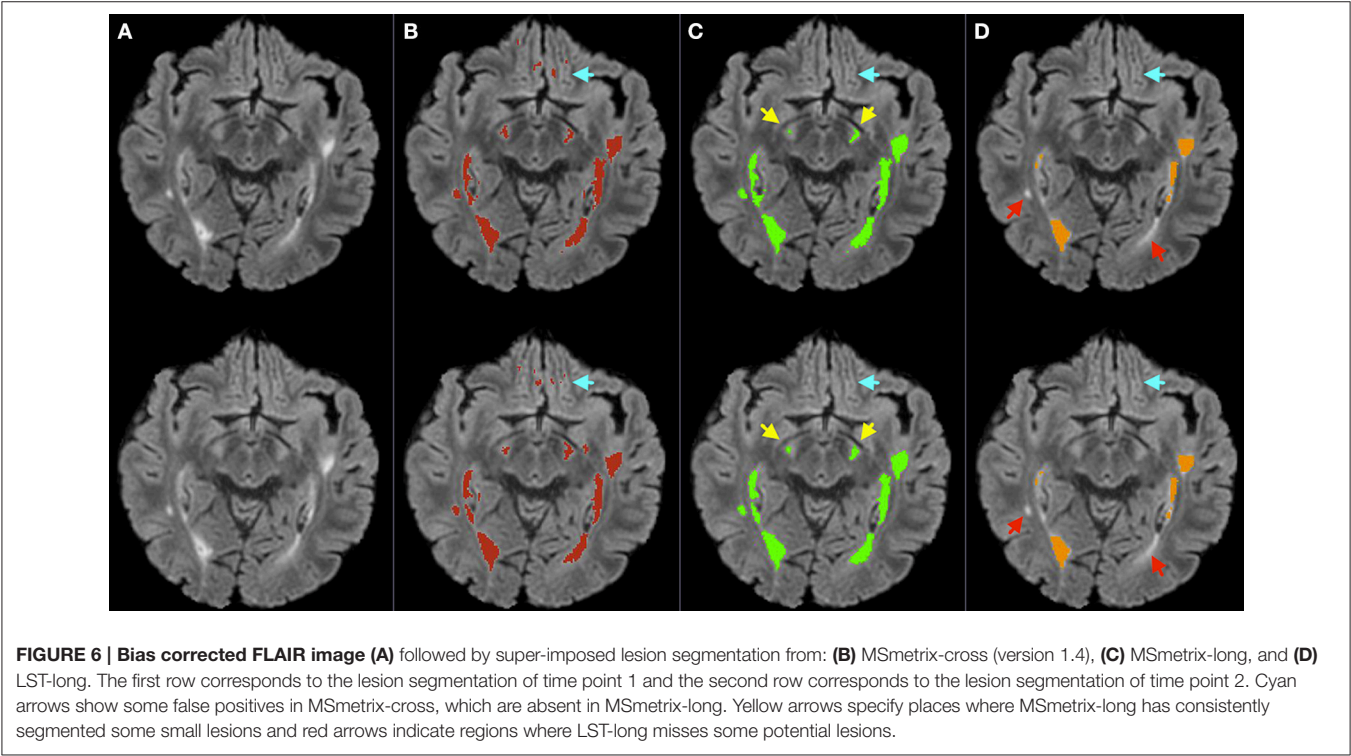 A B C D
FIGURE 6 | Bias corrected FLAIR image (A) followed by super-imposed lesion segmentation from: (B) MSmetrix-cross (version 1.4), (C) MSmetrix-long, and (D)
LST-long. The first row corresponds to the lesion segmentation of time point 1 and the second row corresponds to the lesion segmentation of time point 2. Cyan
arrows show some false positives in MSmetrix-cross, which are absent in MSmetrix-long. Yellow arrows specify places where MSmetrix-long has consistently
segmented some small lesions and red arrows indicate regions where LST-long misses some potential lesions.